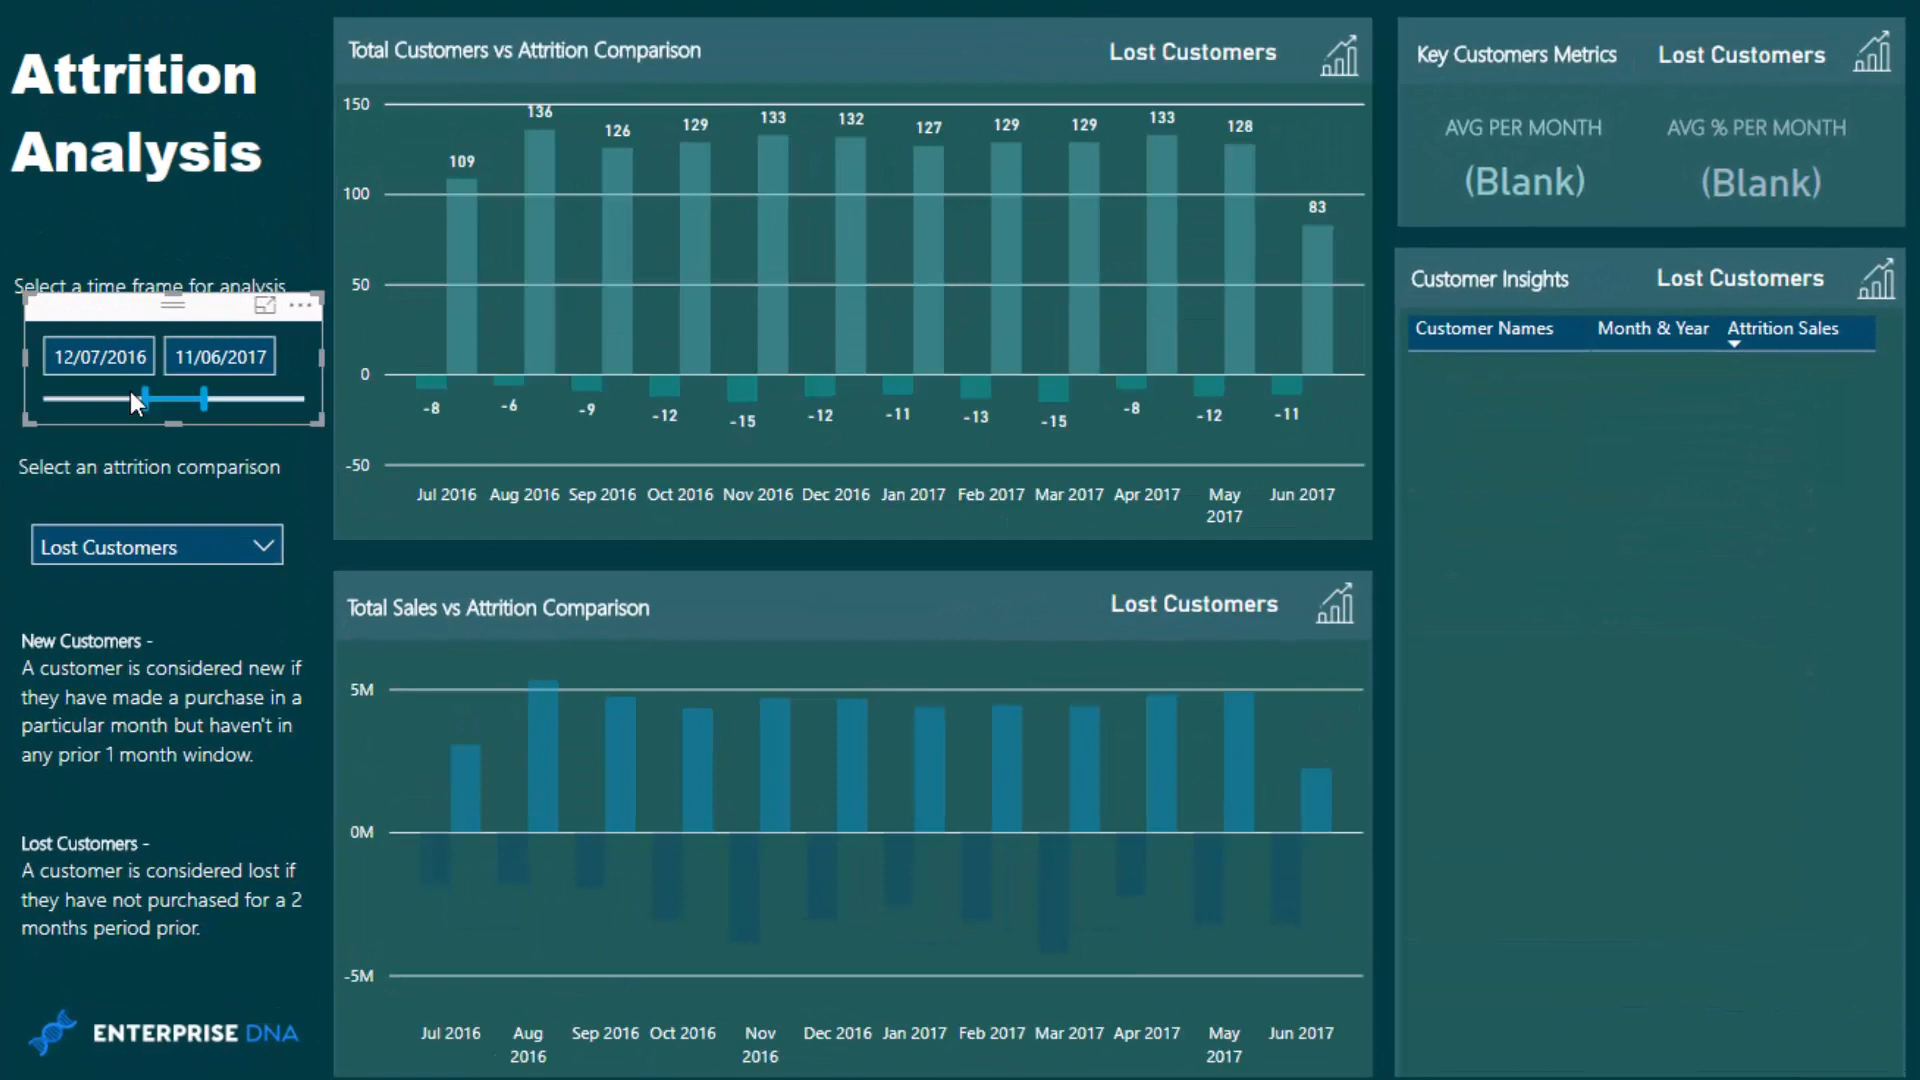 Attrition
Analysis
Select a time frame for analysis
12/07/2016 11/06/2017
Select an attrition comparison
Lost Customers
New Customers -
A customer is considered new if
they have made a purchase in a
particular month but haven't in
any prior 1 month window.
Lost Customers -
A customer is considered lost if
they have not purchased for a 2
months period prior.
ENTERPRISE DNA
Total Customers vs Attrition Comparison Lost Customers
150
100
50
0
-50
109 136 126 129 133 132 127 129 129 133 128 83
-8 -6 -9 -12 -15 -12 -11 -13 -15 -8 -12 -11
Jul 2016 Aug 2016 Sep 2016 Oct 2016 Nov 2016 Dec 2016 Jan 2017 Feb 2017 Mar 2017 Apr 2017 May Jun 2017
2017
Total Sales vs Attrition Comparison Lost Customers
5M
0M
-5M
Jul 2016 Aug Sep 2016 Oct 2016 Nov Dec 2016 Jan 2017 Feb 2017 Mar 2017 Apr 2017 May Jun 2017
2016 2016 2017
Key Customers Metrics Lost Customers
AVG PER MONTH AVG % PER MONTH
(Blank) (Blank)
Customer Insights Lost Customers
Customer Names Month & Year Attrition Sales